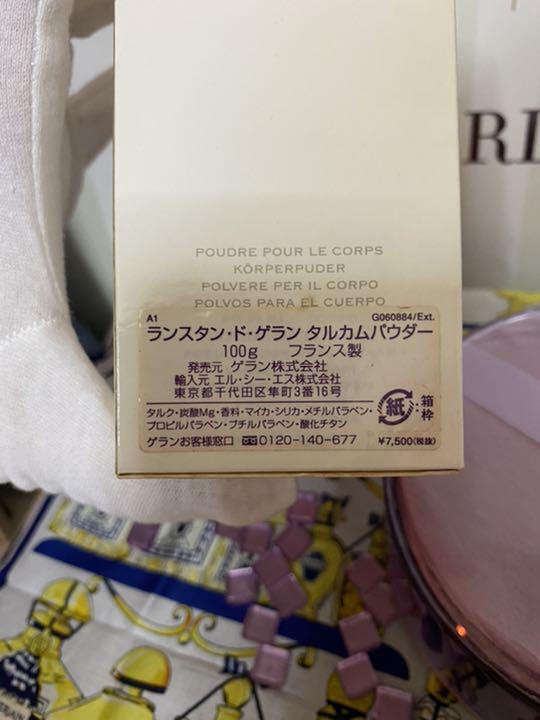 POUDRE POUR LE CORPS
KÖRPERPUDER
POLVERE PER IL CORPO
POLVOS PARA EL CUERPO
A1 G060884/Ext.
ランスタン・ド・ゲラン タルカムパウダー
100g フランス製
発売元 ゲラン株式会社
輸入元 エル・シー・エス株式会社
東京都千代田区隼町3番16号
タルク・炭酸Mg・香料・マイカ・シリカ・メチルパラベン・
プロピルパラベン・ブチルパラベン・酸化チタン
紙 箱
枠
ゲランお客様窓口 0120-140-677
¥7,500(税抜)